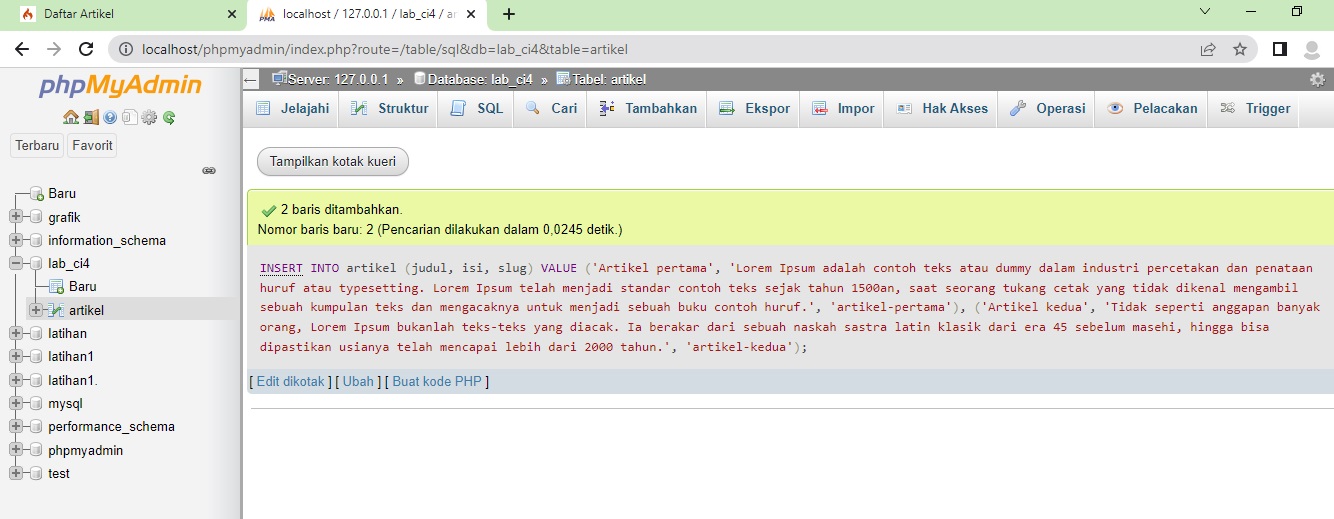 Daftar Artikel
localhost / 127.0.0.1 / lab_ci4 / ar
localhost/phpmyadmin/index.php?route=/table/sql&db=lab_ci4&table=artikel
phpMyAdmin
Terbaru Favorit
Baru
grafik
information_schema
lab_ci4
Baru
artikel
latihan
latihan1
latihan1.
mysql
performance_schema
phpmyadmin
test
Server: 127.0.0.1 » Database: lab_ci4 » Tabel: artikel
Jelajahi Struktur SQL Cari Tambahkan Ekspor Impor Hak Akses Operasi Pelacakan Trigger
Tampilkan kotak kueri
2 baris ditambahkan.
Nomor baris baru: 2 (Pencarian dilakukan dalam 0,0245 detik.)
INSERT INTO artikel (judul, isi, slug) VALUE ('Artikel pertama', 'Lorem Ipsum adalah contoh teks atau dummy dalam industri percetakan dan penataan
huruf atau typesetting. Lorem Ipsum telah menjadi standar contoh teks sejak tahun 1500an, saat seorang tukang cetak yang tidak dikenal mengambil
sebuah kumpulan teks dan mengacaknya untuk menjadi sebuah buku contoh huruf.', 'artikel-pertama'), ('Artikel kedua', 'Tidak seperti anggapan banyak
orang, Lorem Ipsum bukanlah teks-teks yang diacak. Ia berakar dari sebuah naskah sastra latin klasik dari era 45 sebelum masehi, hingga bisa
dipastikan usianya telah mencapai lebih dari 2000 tahun.', 'artikel-kedua');
[ Edit dikotak ] [ Ubah ] [ Buat kode PHP ]